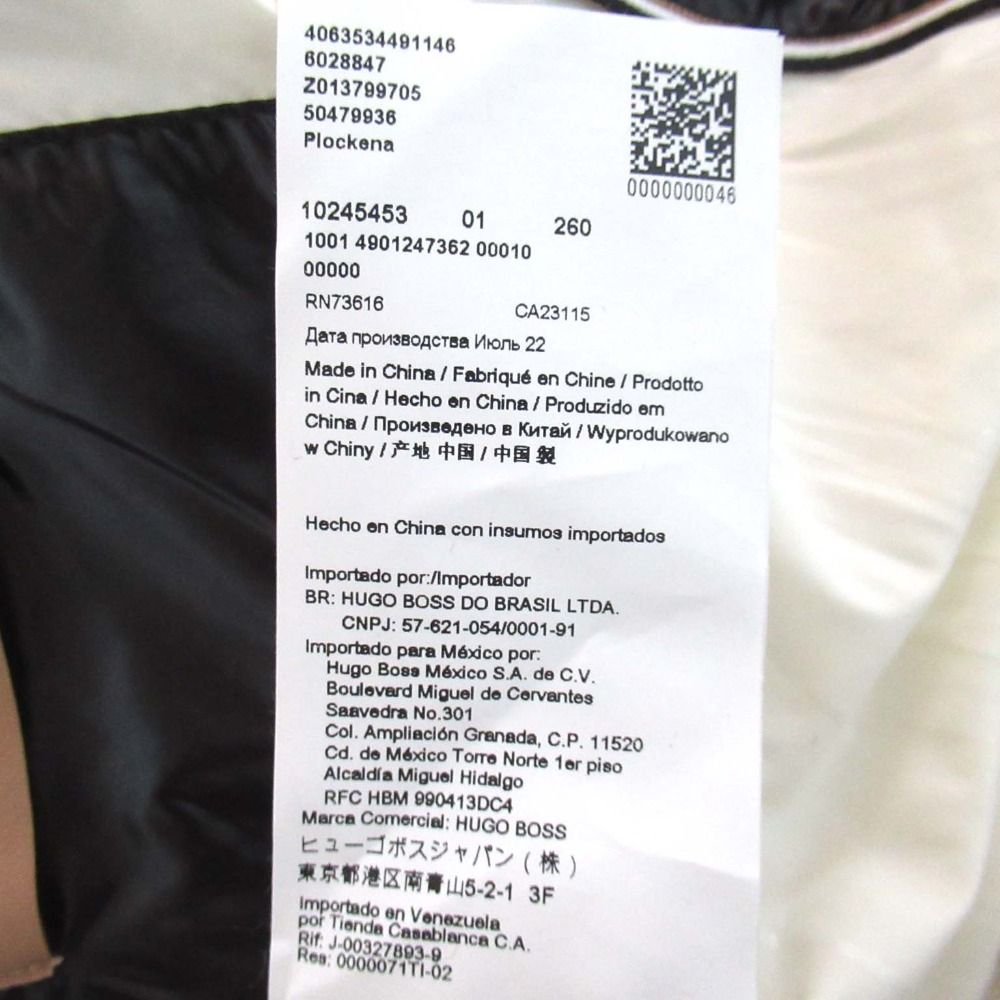 4063534491146
6028847
Z013799705
50479936
Plockena
0000000046
10245453 01 260
1001 4901247362 00010
00000
RN73616 CA23115
Дата производства Июль 22
Made in China / Fabriqué en Chine / Prodotto
in Cina / Hecho en China / Produzido em
China / Произведено в Китай / Wyprodukowano
w Chiny / 产地 中国 / 中国 製
Hecho en China con insumos importados
Importado por:/Importador
BR: HUGO BOSS DO BRASIL LTDA.
CNPJ: 57-621-054/0001-91
Importado para México por:
Hugo Boss México S.A. de C.V.
Boulevard Miguel de Cervantes
Saavedra No.301
Col. Ampliación Granada, C.P. 11520
Cd. de México Torre Norte 1er piso
Alcaldía Miguel Hidalgo
RFC HBM 990413DC4
Marca Comercial: HUGO BOSS
ヒューゴボスジャパン（株）
東京都港区南青山5-2-1 3F
Importado en Venezuela
por Tienda Casablanca C.A.
Rif: J-00327893-9
Res: 0000071TI-02